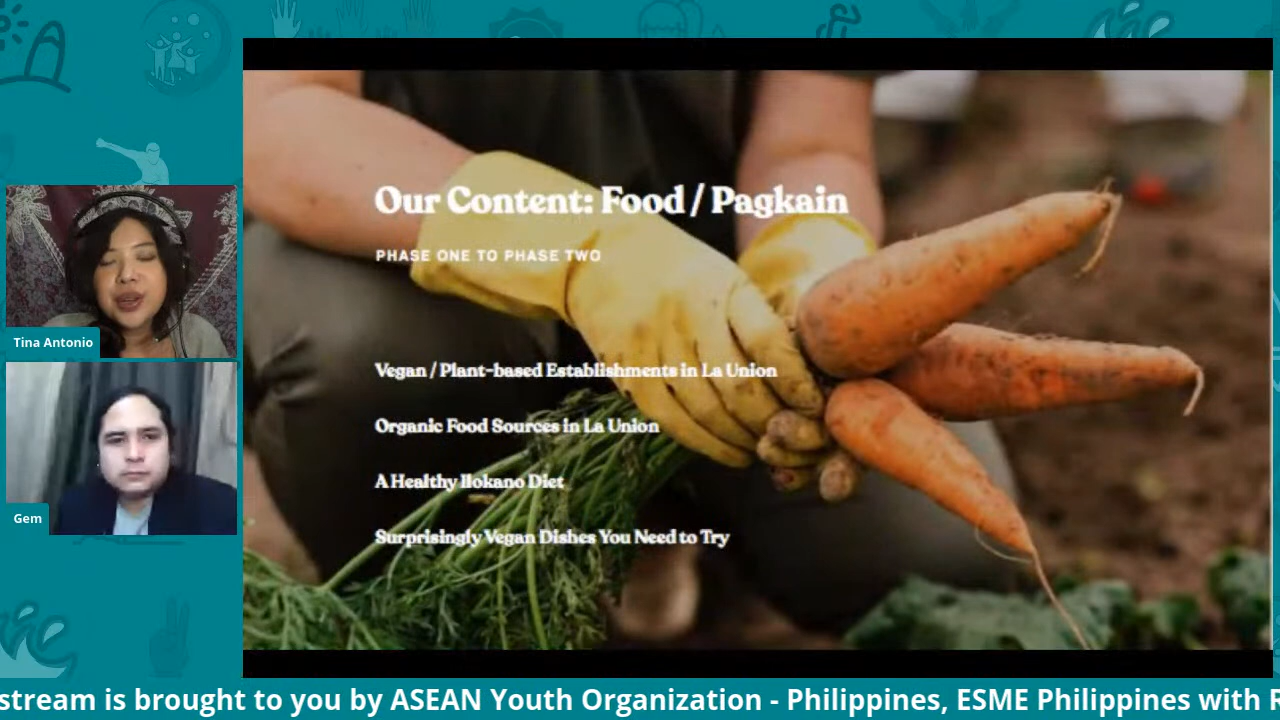 Our Content: Food / Pagkain
PHASE ONE TO PHASE TWO
Vegan / Plant-based Establishments in La Union
Organic Food Sources in La Union
A Healthy Ilokano Diet
Surprisingly Vegan Dishes You Need to Try
Tina Antonio
Gem
stream is brought to you by ASEAN Youth Organization - Philippines, ESME Philippines with